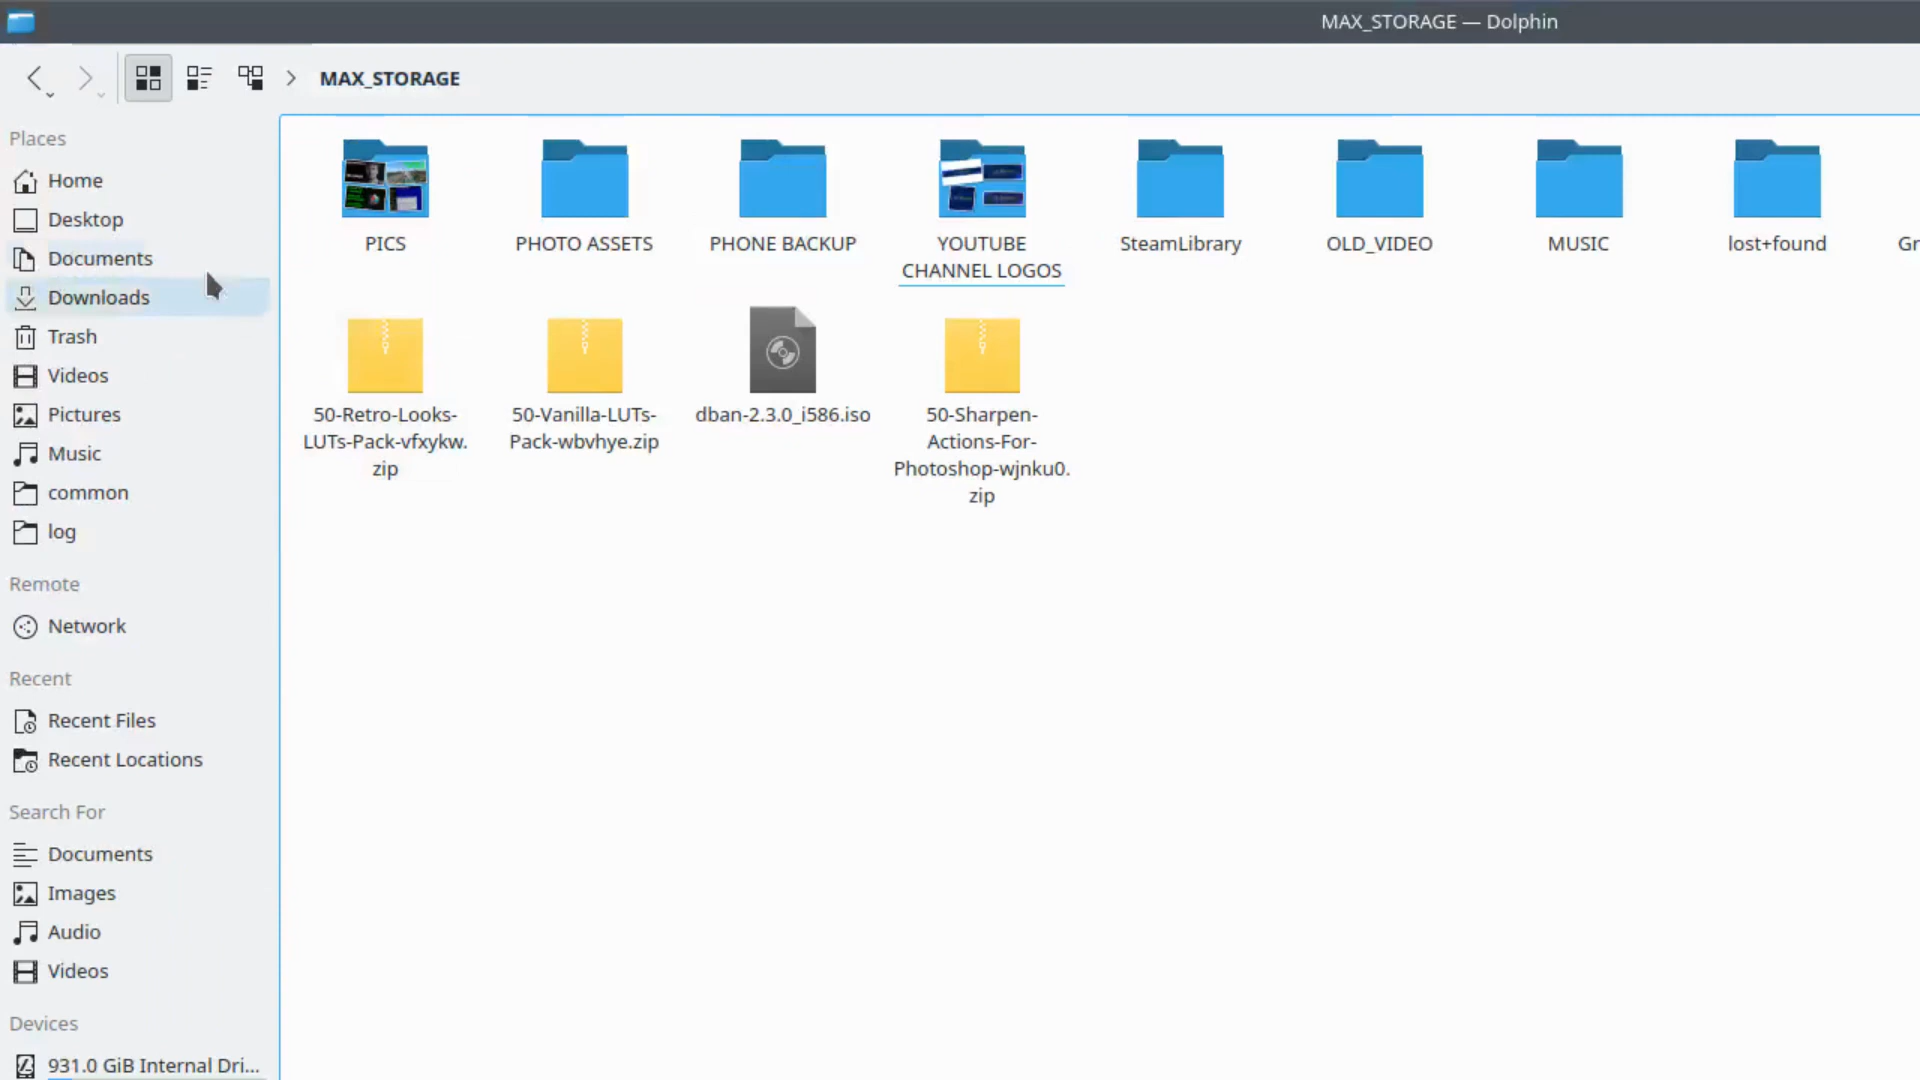 MAX_STORAGE — Dolphin
MAX_STORAGE
Places
Home
Desktop
Documents
Downloads
Trash
Videos
Pictures
Music
common
log
Remote
Network
Recent
Recent Files
Recent Locations
Search For
Documents
Images
Audio
Videos
Devices
931.0 GiB Internal Dri...
PICS
PHOTO ASSETS
PHONE BACKUP
YOUTUBE
CHANNEL LOGOS
SteamLibrary
OLD_VIDEO
MUSIC
lost+found
Gr
50-Retro-Looks-
LUTs-Pack-vfxykw.
zip
50-Vanilla-LUTs-
Pack-wbvhye.zip
dban-2.3.0_i586.iso
50-Sharpen-
Actions-For-
Photoshop-wjnku0.
zip